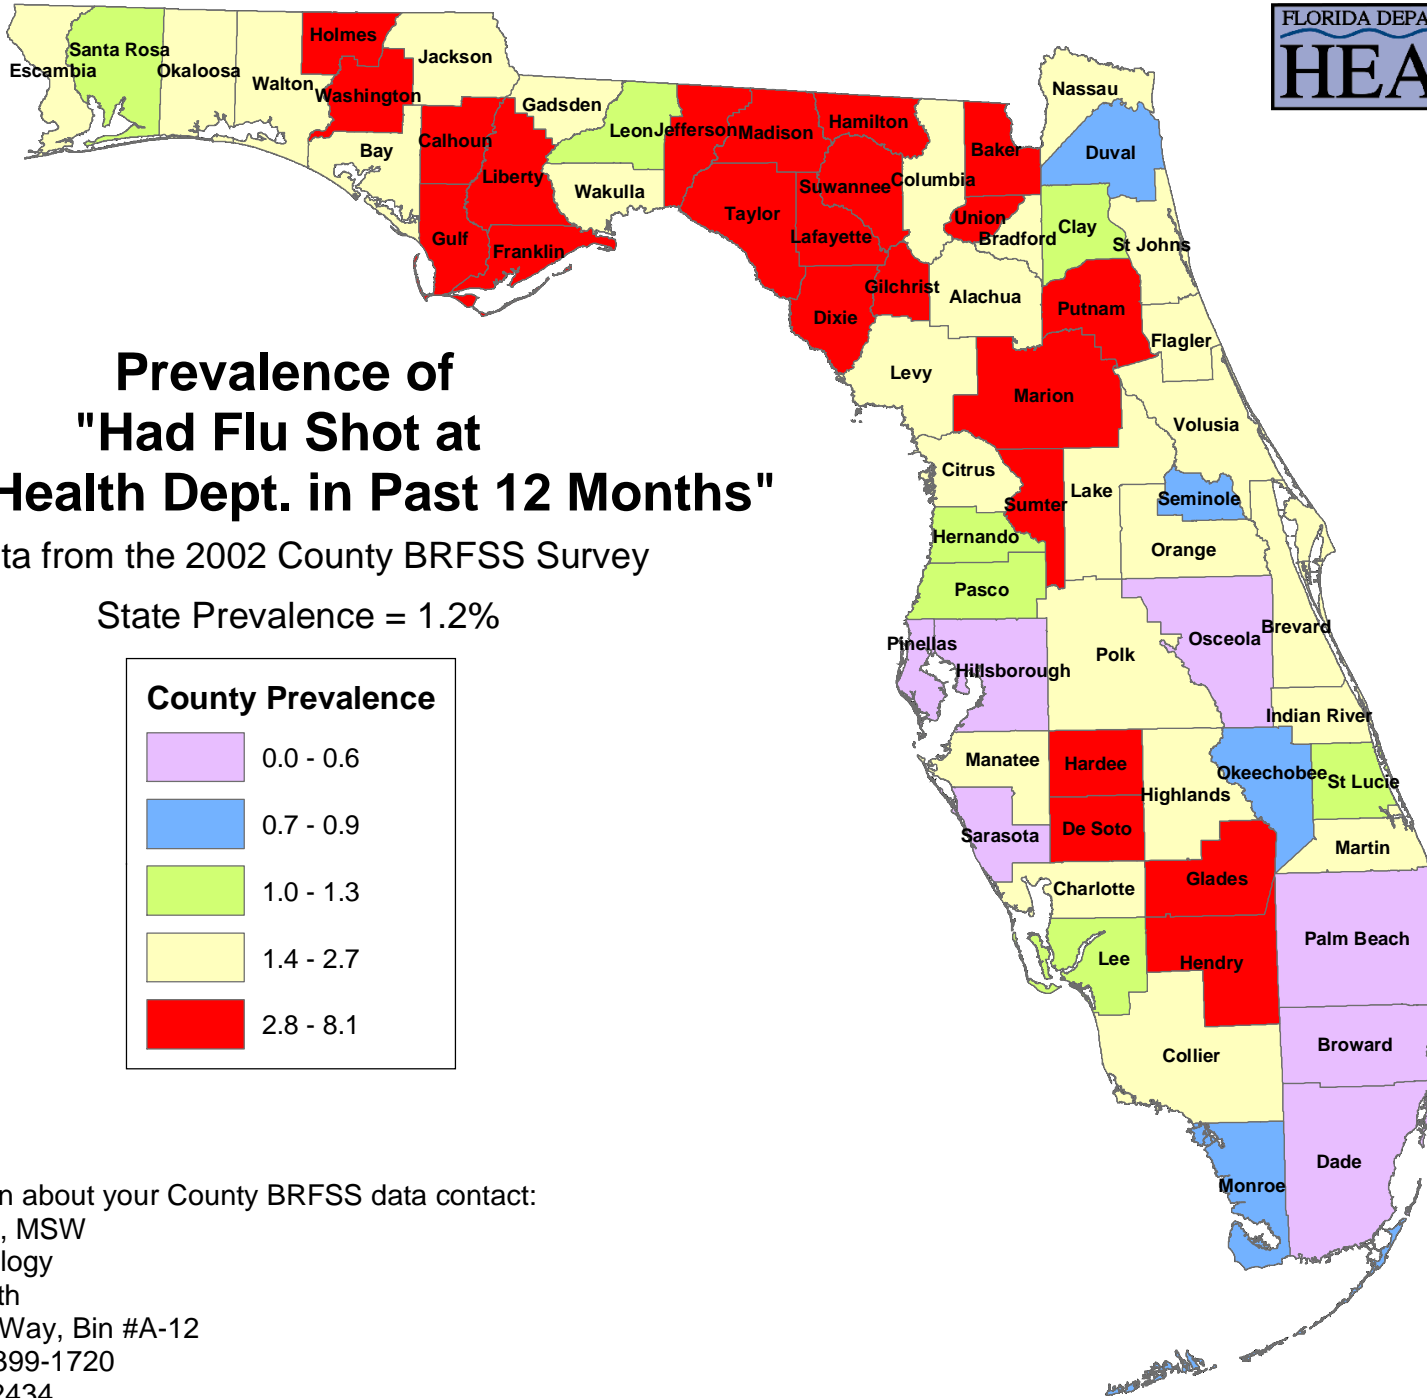 FLORIDA DEPA
HEA
Holmes
Jackson
Santa Rosa
Escambia
Okaloosa
Walton
Washington
Gadsden
Nassau
Bay
Calhoun
Leon
Jefferson
Madison
Hamilton
Baker
Duval
Liberty
Wakulla
Suwannee
Columbia
Taylor
Union
Bradford
Clay
St Johns
Gulf
Franklin
Lafayette
Gilchrist
Alachua
Putnam
Dixie
Flagler
Levy
Marion
Volusia
Citrus
Sumter
Lake
Seminole
Hernando
Orange
Pasco
Pinellas
Hillsborough
Polk
Osceola
Brevard
Indian River
Manatee
Hardee
Highlands
Okeechobee
St Lucie
Sarasota
De Soto
Martin
Charlotte
Glades
Lee
Hendry
Palm Beach
Collier
Broward
Dade
Monroe
Prevalence of
"Had Flu Shot at
Health Dept. in Past 12 Months"
ta from the 2002 County BRFSS Survey
State Prevalence = 1.2%
County Prevalence
0.0 - 0.6
0.7 - 0.9
1.0 - 1.3
1.4 - 2.7
2.8 - 8.1
n about your County BRFSS data contact:
, MSW
logy
th
Way, Bin #A-12
399-1720
2434